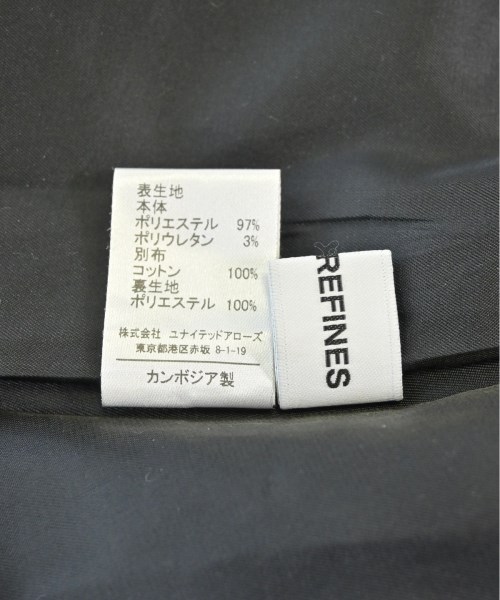 表生地
本体
ポリエステル 97%
ポリウレタン 3%
別布
コットン 100%
裏生地
ポリエステル 100%
株式会社 ユナイテッドアローズ
東京都港区赤坂 8-1-19
カンボジア製
REFINES